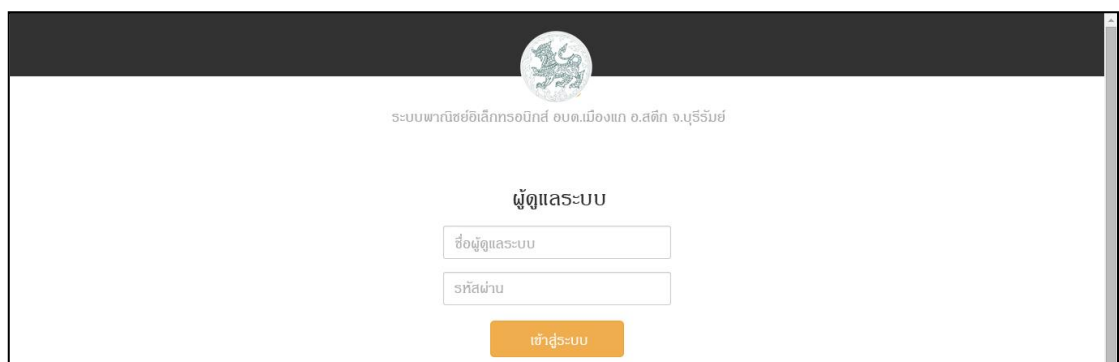 ระบบพาณิชย์อิเล็กทรอนิกส์ อบต.เมืองแก อ.สตึก จ.บุรีรัมย์
ผู้ดูแลระบบ
ชื่อผู้ดูแลระบบ
รหัสผ่าน
เข้าสู่ระบบ